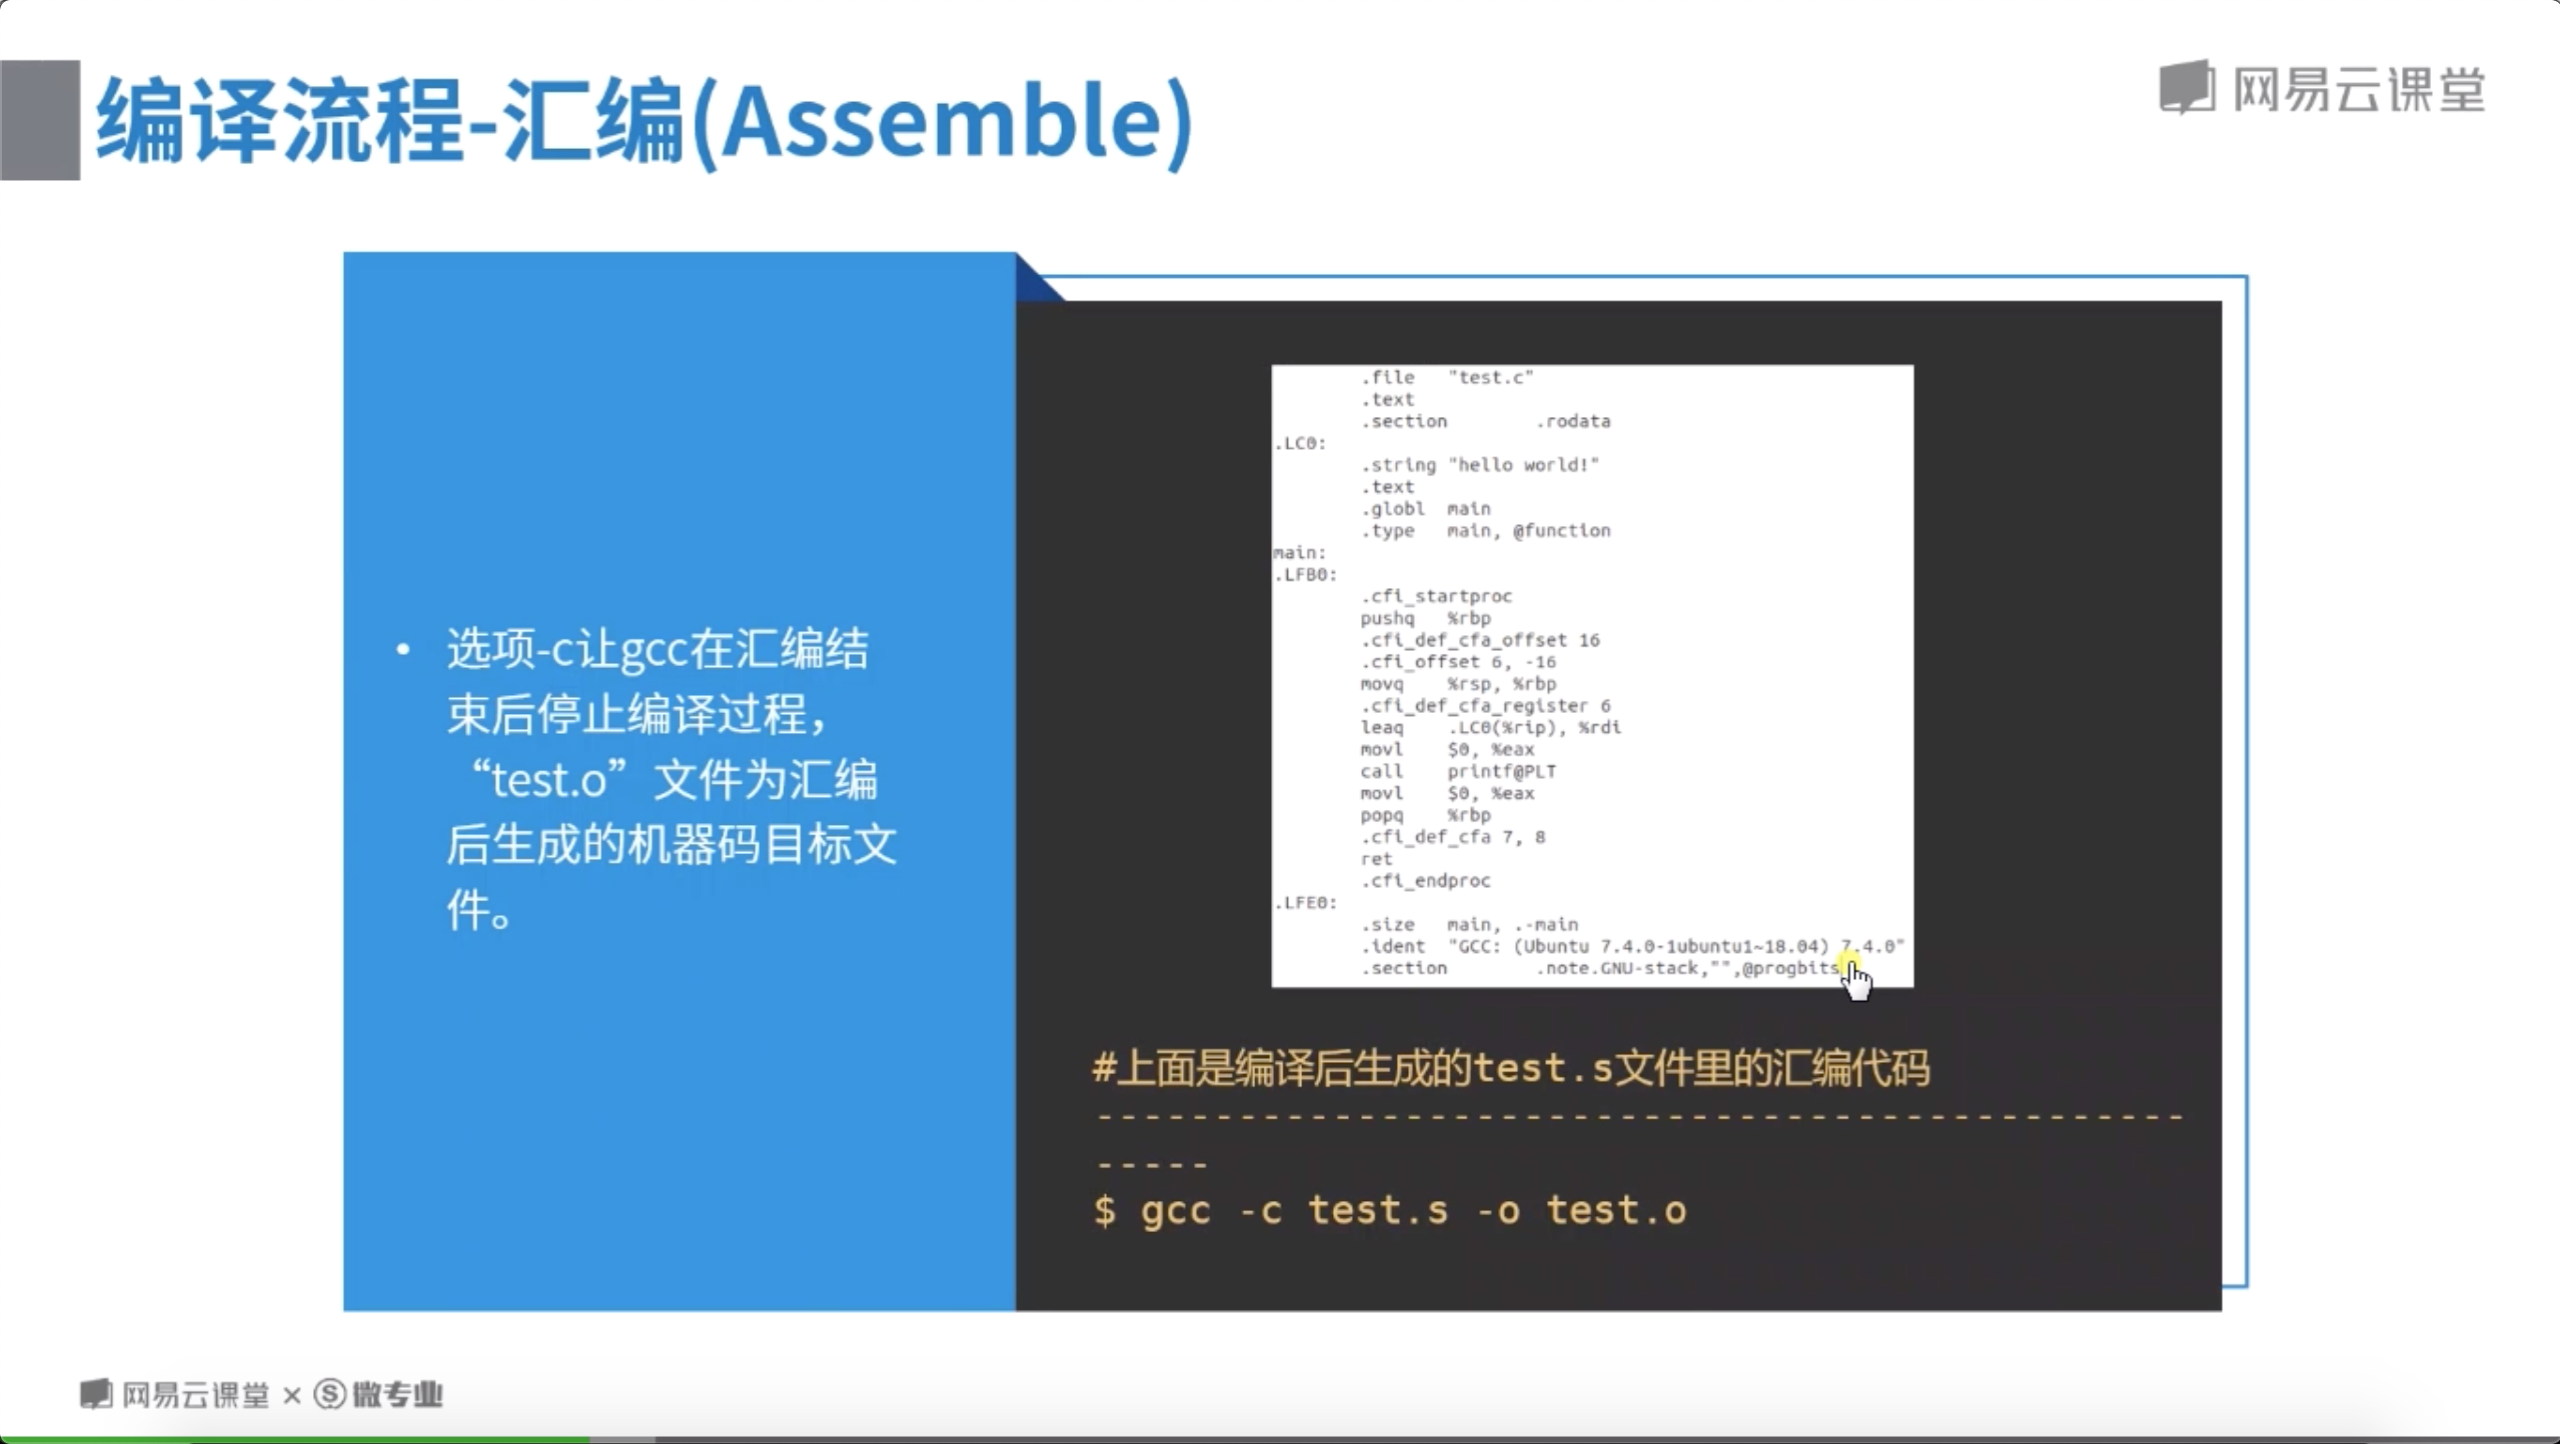 编译流程-汇编(Assemble)
网易云课堂
• 选项-c让gcc在汇编结
束后停止编译过程，
“test.o”文件为汇编
后生成的机器码目标文
件。
.file "test.c"
.text
.section .rodata
.LC0:
.string "hello world!"
.text
.globl main
.type main, @function
main:
.LFB0:
.cfi_startproc
pushq %rbp
.cfi_def_cfa_offset 16
.cfi_offset 6, -16
movq %rsp, %rbp
.cfi_def_cfa_register 6
leaq .LC0(%rip), %rdi
movl $0, %eax
call printf@PLT
movl $0, %eax
popq %rbp
.cfi_def_cfa 7, 8
ret
.cfi_endproc
.LFE0:
.size main, .-main
.ident "GCC: (Ubuntu 7.4.0-1ubuntu1~18.04) 7.4.0"
.section .note.GNU-stack,"",@progbits
#上面是编译后生成的test.s文件里的汇编代码
----------------------------------------------
-----
$ gcc -c test.s -o test.o
网易云课堂 × 微专业